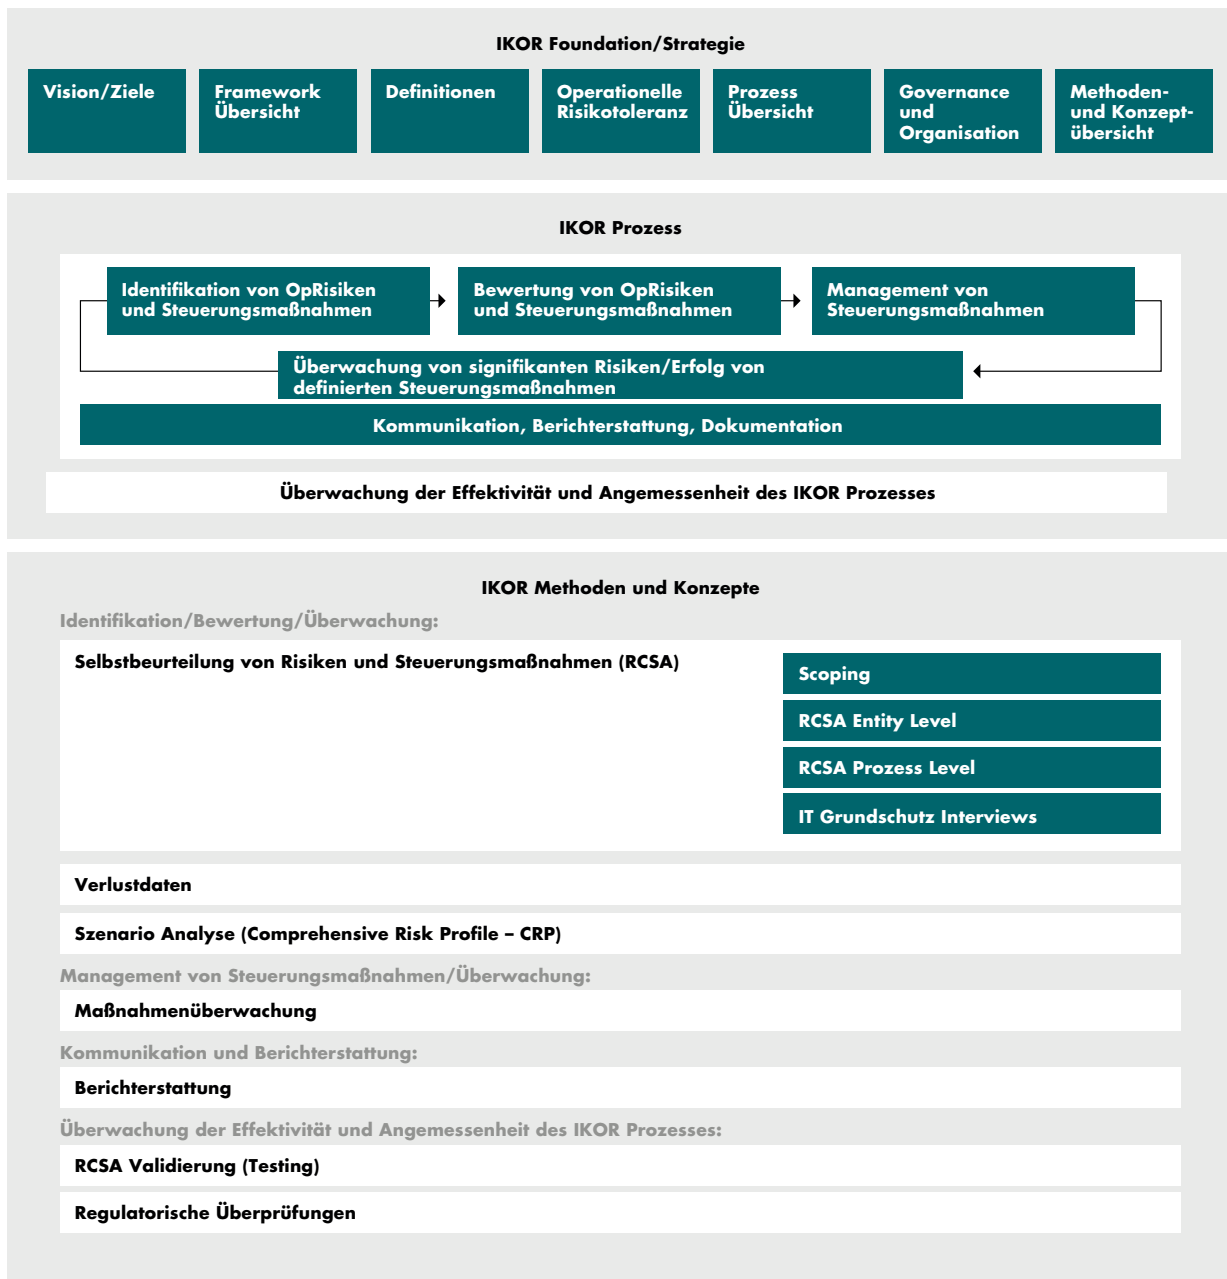 IKOR Foundation/Strategie
Vision/Ziele
Framework
Übersicht
Definitionen
Operationelle
Risikotoleranz
Prozess
Übersicht
Governance
und
Organisation
Methoden-
und Konzept-
übersicht
IKOR Prozess
Identifikation von OpRisiken
und Steuerungsmaßnahmen
Bewertung von OpRisiken
und Steuerungsmaßnahmen
Management von
Steuerungsmaßnahmen
Überwachung von signifikanten Risiken/Erfolg von
definierten Steuerungsmaßnahmen
Kommunikation, Berichterstattung, Dokumentation
Überwachung der Effektivität und Angemessenheit des IKOR Prozesses
IKOR Methoden und Konzepte
Identifikation/Bewertung/Überwachung:
Selbstbeurteilung von Risiken und Steuerungsmaßnahmen (RCSA)
Scoping
RCSA Entity Level
RCSA Prozess Level
IT Grundschutz Interviews
Verlustdaten
Szenario Analyse (Comprehensive Risk Profile – CRP)
Management von Steuerungsmaßnahmen/Überwachung:
Maßnahmenüberwachung
Kommunikation und Berichterstattung:
Berichterstattung
Überwachung der Effektivität und Angemessenheit des IKOR Prozesses:
RCSA Validierung (Testing)
Regulatorische Überprüfungen